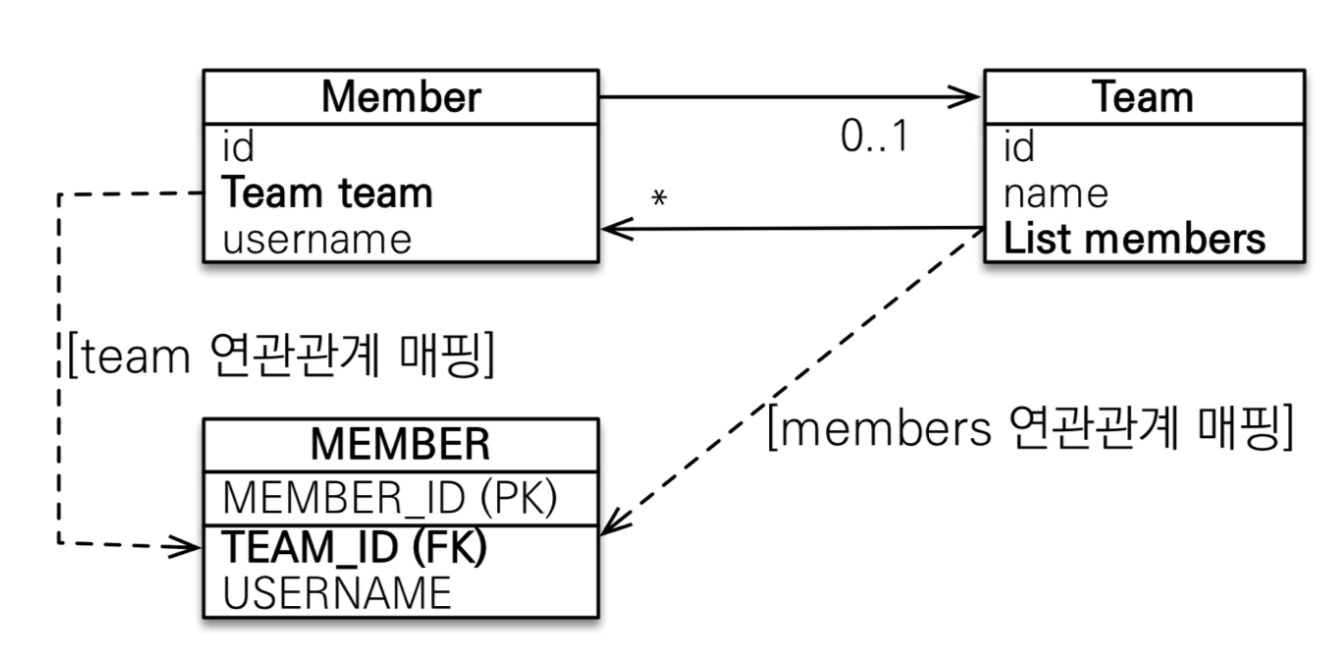 Member
id
Team team
username
0..1
*
Team
id
name
List members
[team 연관관계 매핑]
[members 연관관계 매핑]
MEMBER
MEMBER_ID (PK)
TEAM_ID (FK)
USERNAME